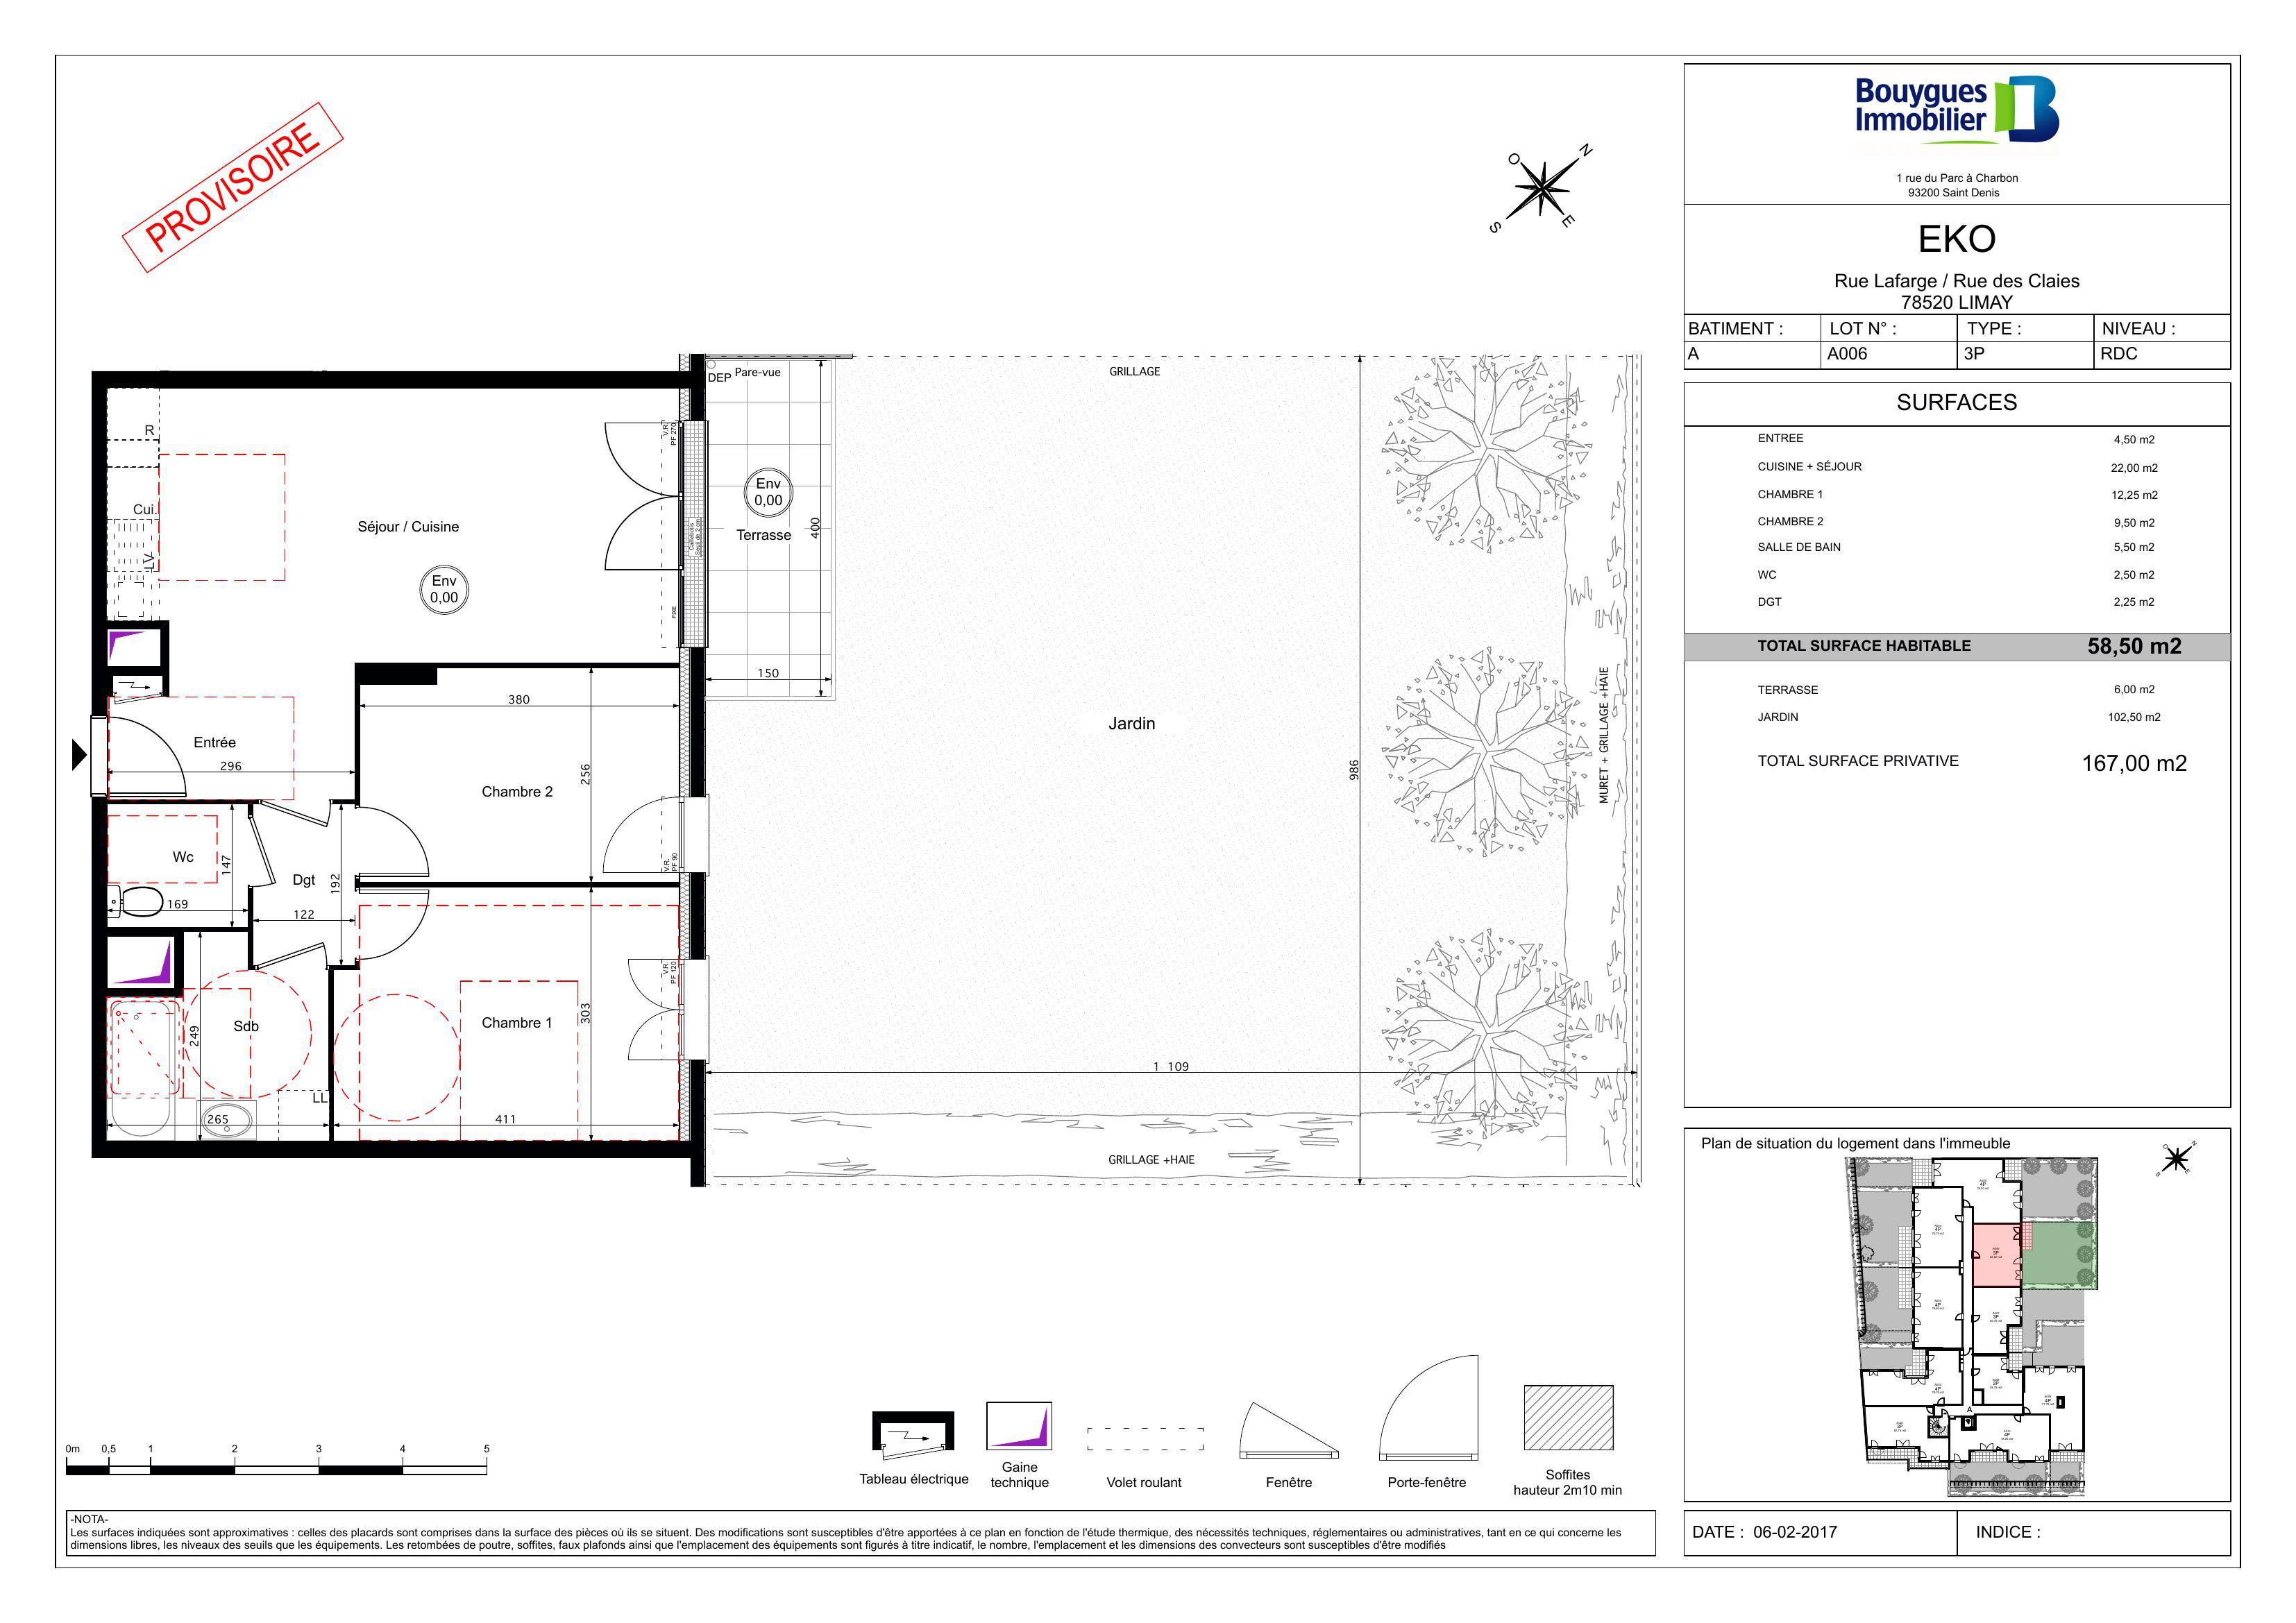 PROVISOIRE
O
N
S
E
Bouygues
Immobilier
1 rue du Parc à Charbon
93200 Saint Denis
EKO
Rue Lafarge / Rue des Claies
78520 LIMAY
BATIMENT :
LOT N° :
TYPE :
NIVEAU :
A
A006
3P
RDC
SURFACES
ENTREE
4,50 m2
CUISINE + SÉJOUR
22,00 m2
CHAMBRE 1
12,25 m2
CHAMBRE 2
9,50 m2
SALLE DE BAIN
5,50 m2
WC
2,50 m2
DGT
2,25 m2
TOTAL SURFACE HABITABLE
58,50 m2
TERRASSE
6,00 m2
JARDIN
102,50 m2
TOTAL SURFACE PRIVATIVE
167,00 m2
DEP
Pare-vue
GRILLAGE
R
V.R.
PF 270
Cui.
Séjour / Cuisine
Env
0,00
Terrasse
400
LV
Env
0,00
Seuil de 2 cm
FIXE
150
380
Jardin
MURET + GRILLAGE +HAIE
Entrée
296
256
986
Chambre 2
V.R.
PF 90
Wc
147
Dgt
192
169
122
V.R.
PF 120
Sdb
249
Chambre 1
303
1 109
LL
265
411
GRILLAGE +HAIE
Plan de situation du logement dans l'immeuble
O
N
S
E
A
0m
0,5
1
2
3
4
5
Tableau électrique
Gaine
technique
Volet roulant
Fenêtre
Porte-fenêtre
Soffites
hauteur 2m10 min
-NOTA-
Les surfaces indiquées sont approximatives : celles des placards sont comprises dans la surface des pièces où ils se situent. Des modifications sont susceptibles d'être apportées à ce plan en fonction de l'étude thermique, des nécessités techniques, réglementaires ou administratives, tant en ce qui concerne les
dimensions libres, les niveaux des seuils que les équipements. Les retombées de poutre, soffites, faux plafonds ainsi que l'emplacement des équipements sont figurés à titre indicatif, le nombre, l'emplacement et les dimensions des convecteurs sont susceptibles d'être modifiés
DATE : 06-02-2017
INDICE :